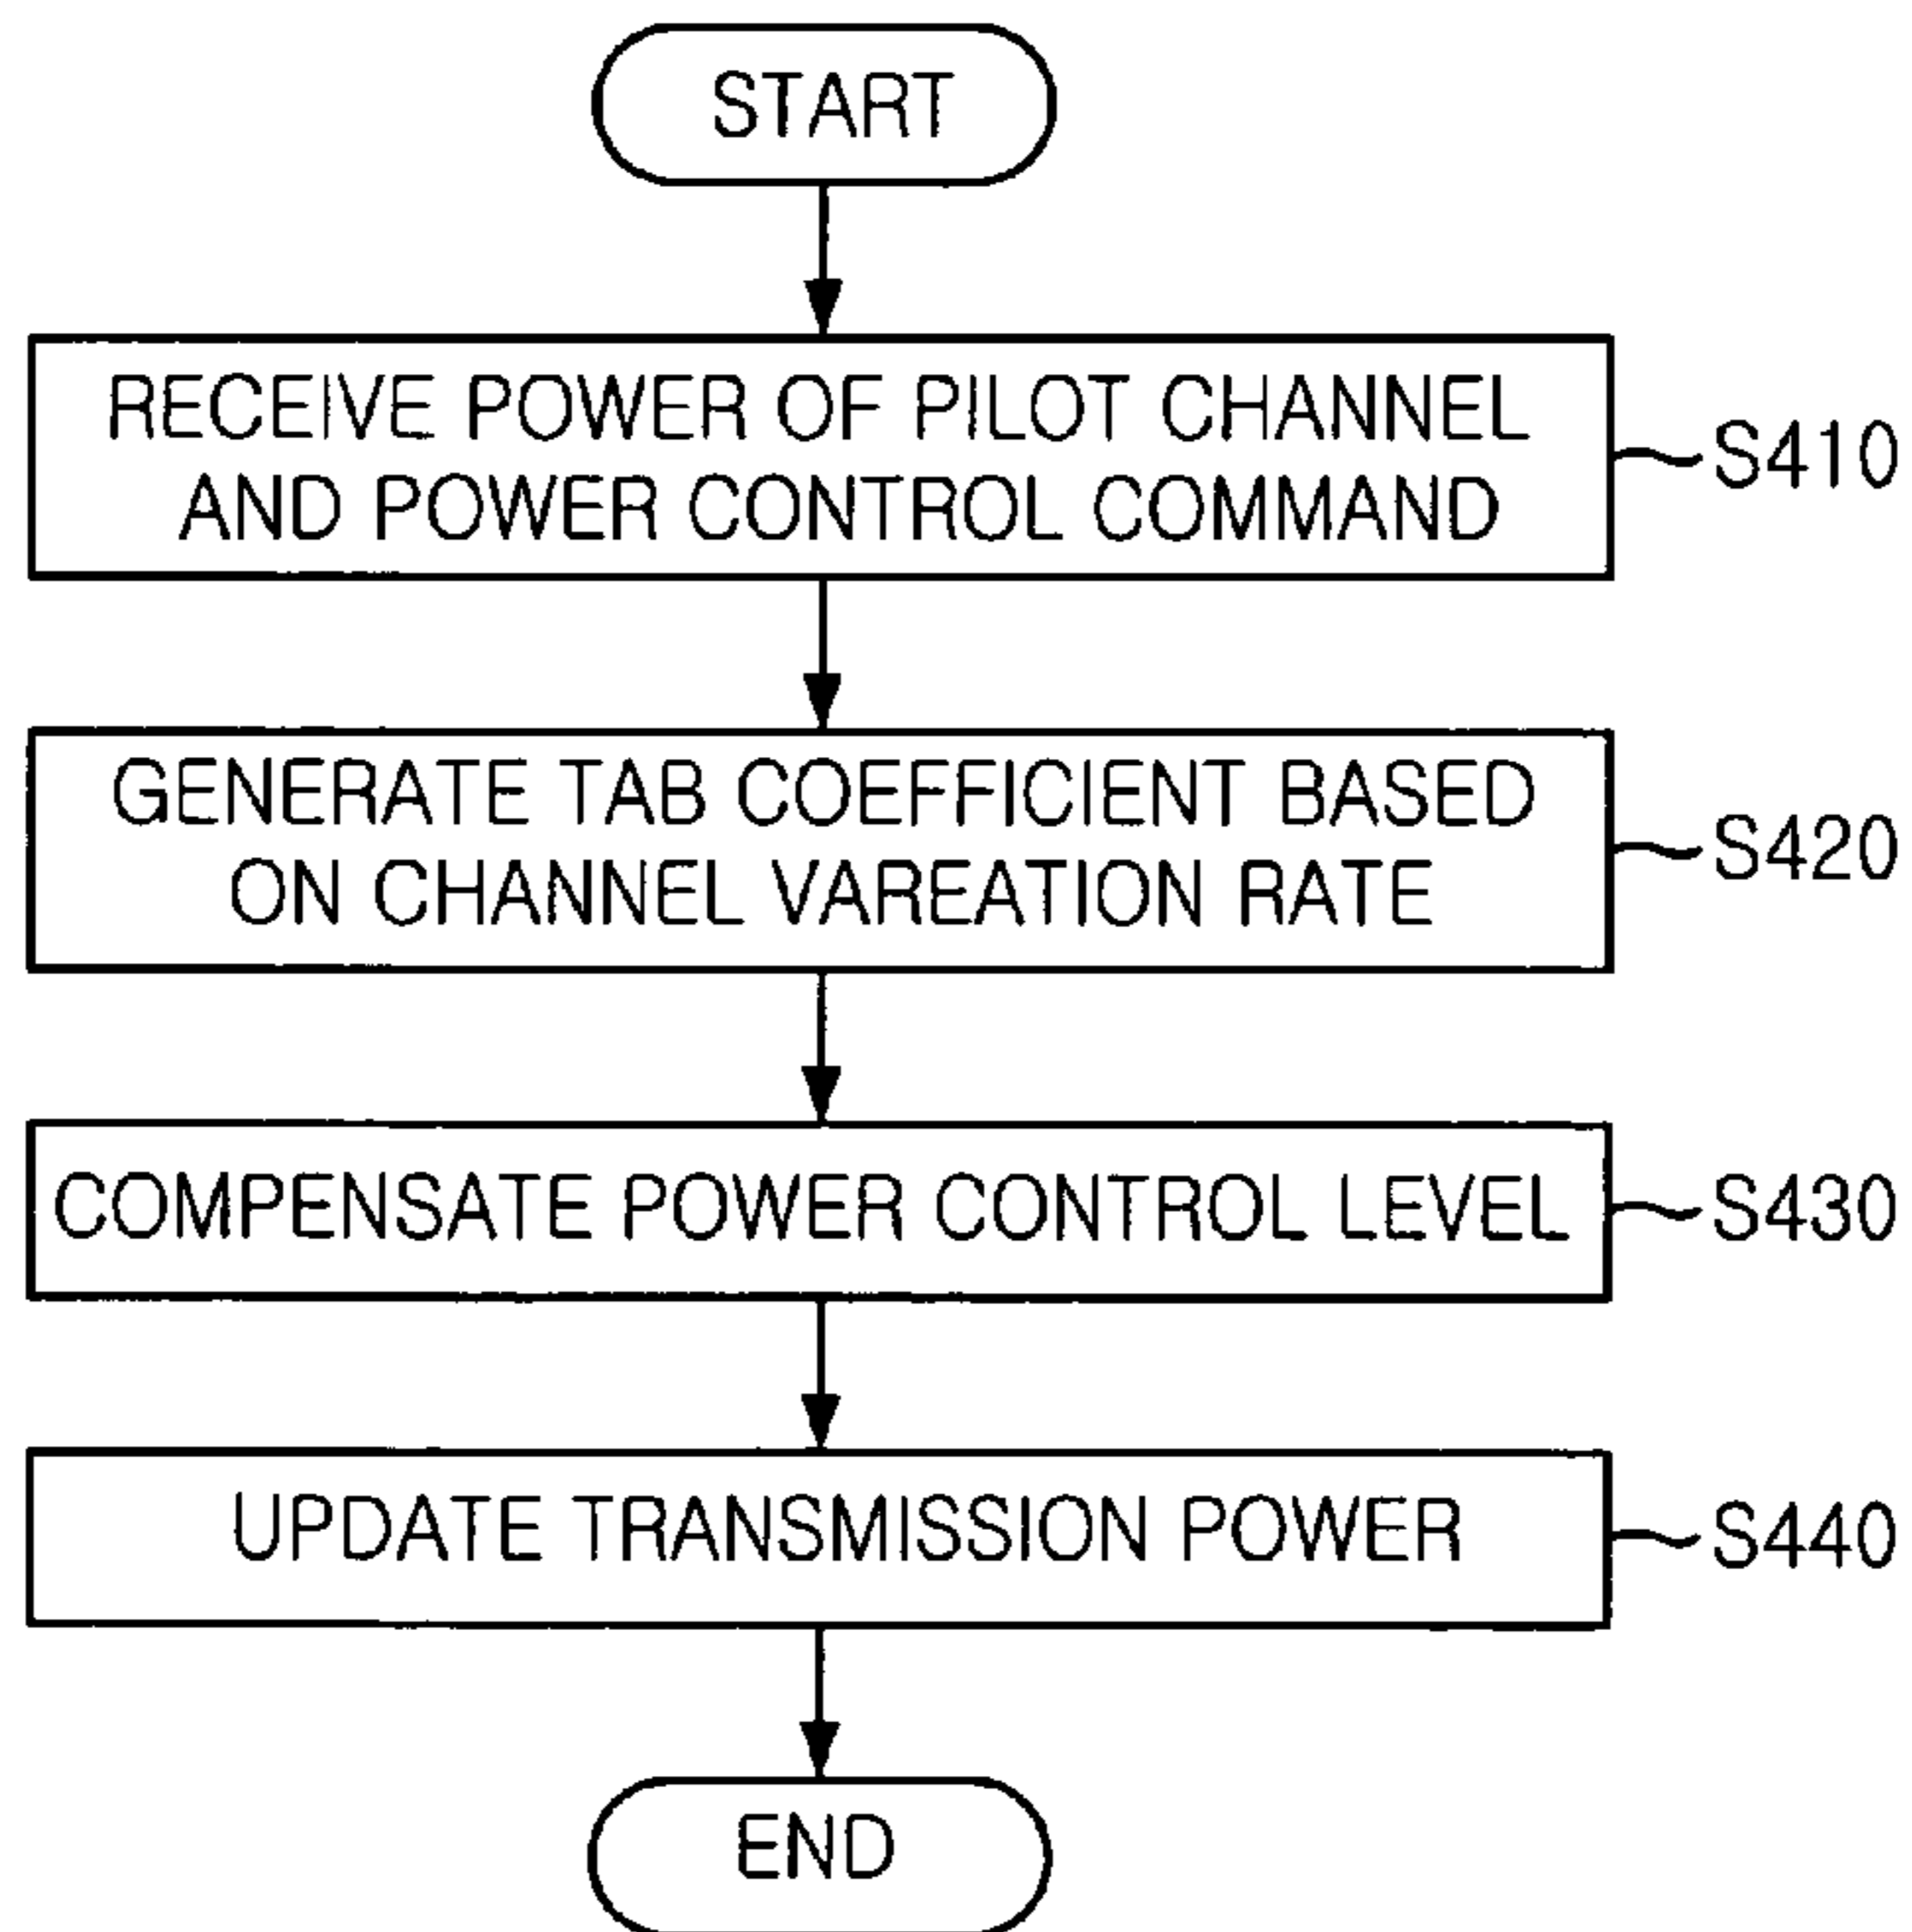 START
RECEIVE POWER OF PILOT CHANNEL
AND POWER CONTROL COMMAND
S410
GENERATE TAB COEFFICIENT BASED
ON CHANNEL VAREATION RATE
S420
COMPENSATE POWER CONTROL LEVEL
S430
UPDATE TRANSMISSION POWER
S440
END